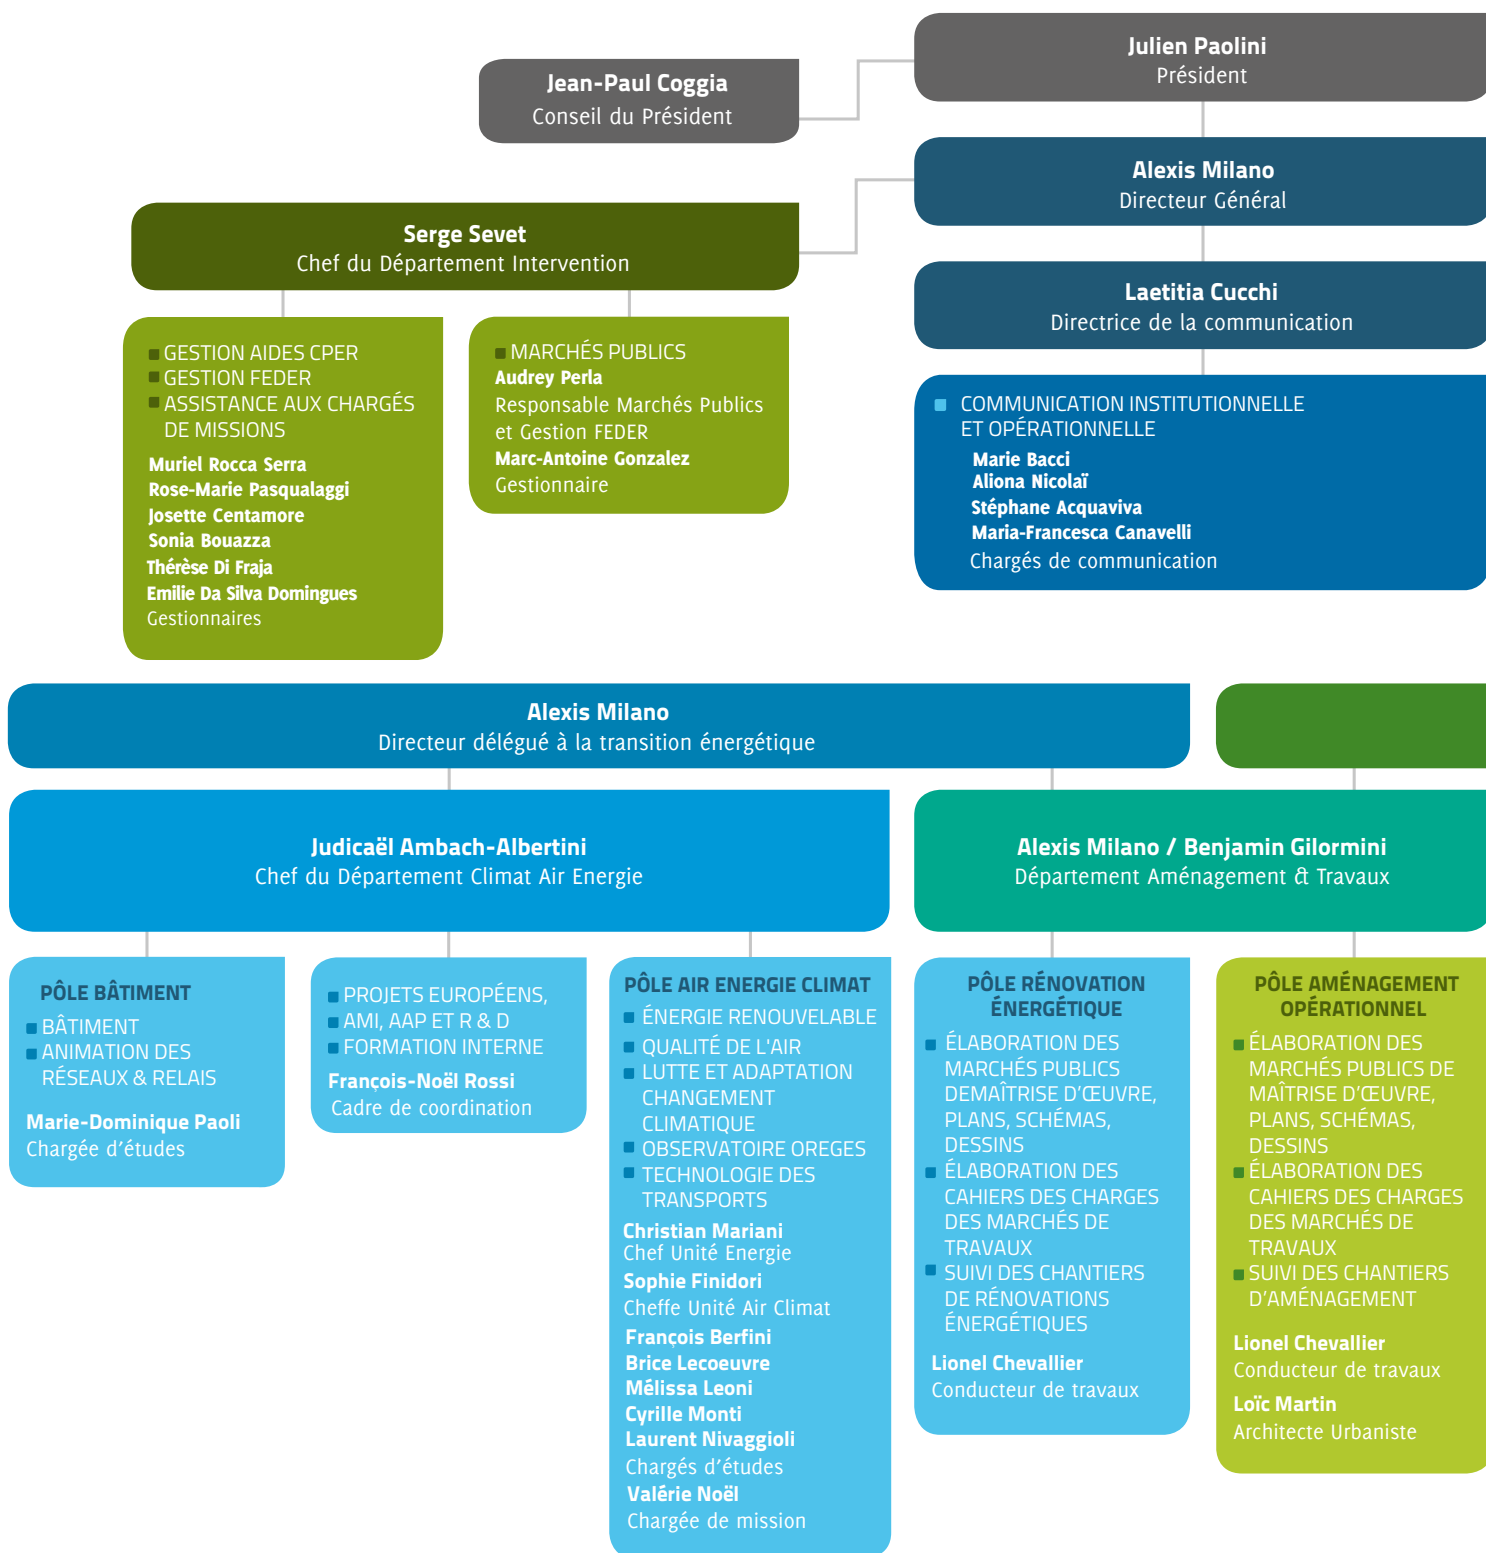 Julien Paolini
Président
Jean-Paul Coggia
Conseil du Président
Alexis Milano
Directeur Général
Serge Sevet
Chef du Département Intervention
Laetitia Cucchi
Directrice de la communication
GESTION AIDES CPER
GESTION FEDER
ASSISTANCE AUX CHARGÉS
DE MISSIONS
Muriel Rocca Serra
Rose-Marie Pasqualaggi
Josette Centamore
Sonia Bouazza
Thérèse Di Fraja
Emilie Da Silva Domingues
Gestionnaires
MARCHÉS PUBLICS
Audrey Perla
Responsable Marchés Publics
et Gestion FEDER
Marc-Antoine Gonzalez
Gestionnaire
COMMUNICATION INSTITUTIONNELLE
ET OPÉRATIONNELLE
Marie Bacci
Aliona Nicolaï
Stéphane Acquaviva
Maria-Francesca Canavelli
Chargés de communication
Alexis Milano
Directeur délégué à la transition énergétique
Judicaël Ambach-Albertini
Chef du Département Climat Air Energie
Alexis Milano / Benjamin Gilormini
Département Aménagement & Travaux
PÔLE BÂTIMENT
BÂTIMENT
ANIMATION DES
RÉSEAUX & RELAIS
Marie-Dominique Paoli
Chargée d'études
PROJETS EUROPÉENS,
AMI, AAP ET R & D
FORMATION INTERNE
François-Noël Rossi
Cadre de coordination
PÔLE AIR ENERGIE CLIMAT
ÉNERGIE RENOUVELABLE
QUALITÉ DE L'AIR
LUTTE ET ADAPTATION
CHANGEMENT
CLIMATIQUE
OBSERVATOIRE OREGES
TECHNOLOGIE DES
TRANSPORTS
Christian Mariani
Chef Unité Energie
Sophie Finidori
Cheffe Unité Air Climat
François Berfini
Brice Lecoeuvre
Mélissa Leoni
Cyrille Monti
Laurent Nivaggioli
Chargés d'études
Valérie Noël
Chargée de mission
PÔLE RÉNOVATION
ÉNERGÉTIQUE
ÉLABORATION DES
MARCHÉS PUBLICS
DEMAÎTRISE D'ŒUVRE,
PLANS, SCHÉMAS,
DESSINS
ÉLABORATION DES
CAHIERS DES CHARGES
DES MARCHÉS DE
TRAVAUX
SUIVI DES CHANTIERS
DE RÉNOVATIONS
ÉNERGÉTIQUES
Lionel Chevallier
Conducteur de travaux
PÔLE AMÉNAGEMENT
OPÉRATIONNEL
ÉLABORATION DES
MARCHÉS PUBLICS DE
MAÎTRISE D'ŒUVRE,
PLANS, SCHÉMAS,
DESSINS
ÉLABORATION DES
CAHIERS DES CHARGES
DES MARCHÉS DE
TRAVAUX
SUIVI DES CHANTIERS
D'AMÉNAGEMENT
Lionel Chevallier
Conducteur de travaux
Loïc Martin
Architecte Urbaniste